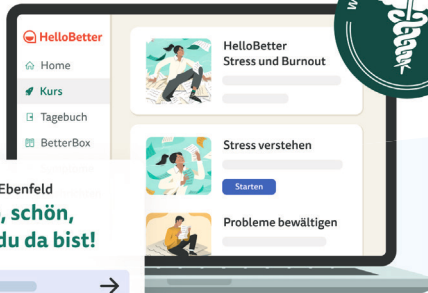 HelloBetter
Home
Kurs
Tagebuch
BetterBox
HelloBetter
Stress und Burnout
Stress verstehen
Starten
Probleme bewältigen
Ebenfeld
schön,
du da bist!